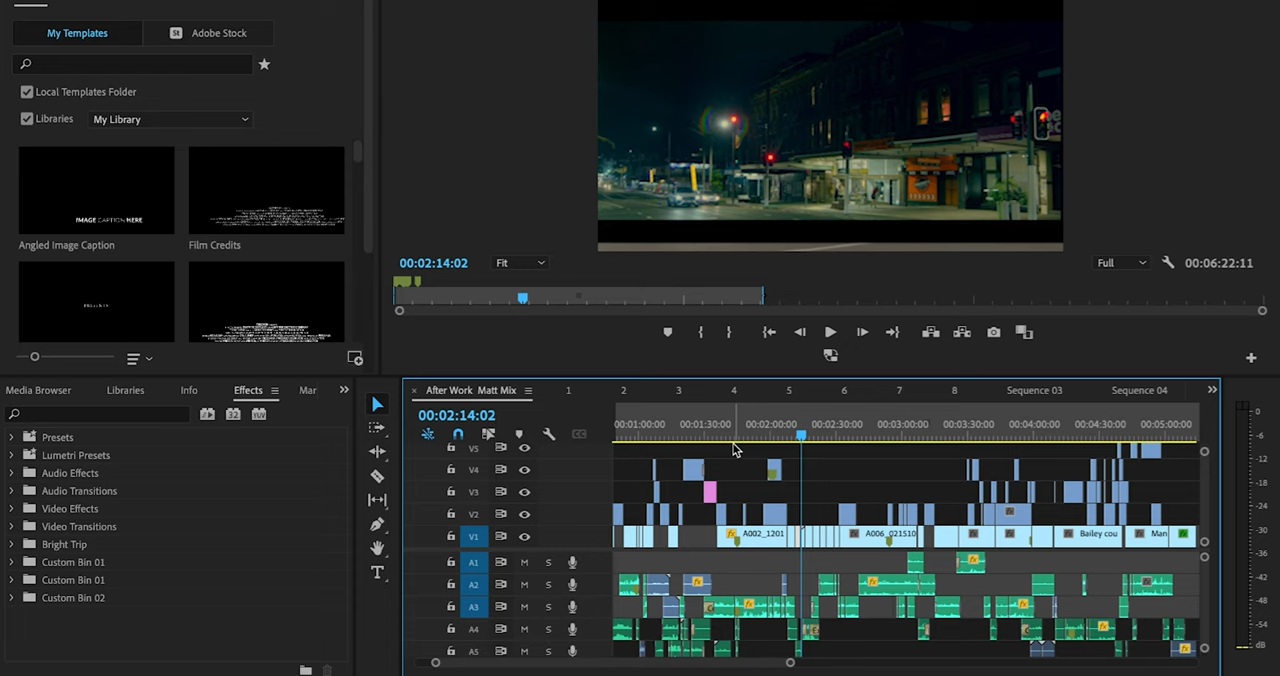 My Templates
St Adobe Stock
Local Templates Folder
Libraries
My Library
IMAGE CAPTION HERE
Angled Image Caption
Film Credits
00:02:14:02
Fit
Full
00:06:22:11
Media Browser
Libraries
Info
Effects
Mar
32
YUV
Presets
Lumetri Presets
Audio Effects
Audio Transitions
Video Effects
Video Transitions
Bright Trip
Custom Bin 01
Custom Bin 01
Custom Bin 02
× After Work_Matt Mix
1
2
3
4
5
6
7
8
Sequence 03
Sequence 04
00:02:14:02
00:01:00:00
00:01:30:00
00:02:00:00
00:02:30:00
00:03:00:00
00:03:30:00
00:04:00:00
00:04:30:00
00:05:00:00
V5
V4
V3
V2
V1
fx A002_1201
A006_021510
Bailey cou
Man
A1 M S
A2 M S
A3 M S
A4 M S
A5 M S
0
-6
-12
-18
-24
-30
-36
-42
-48
-54
dB